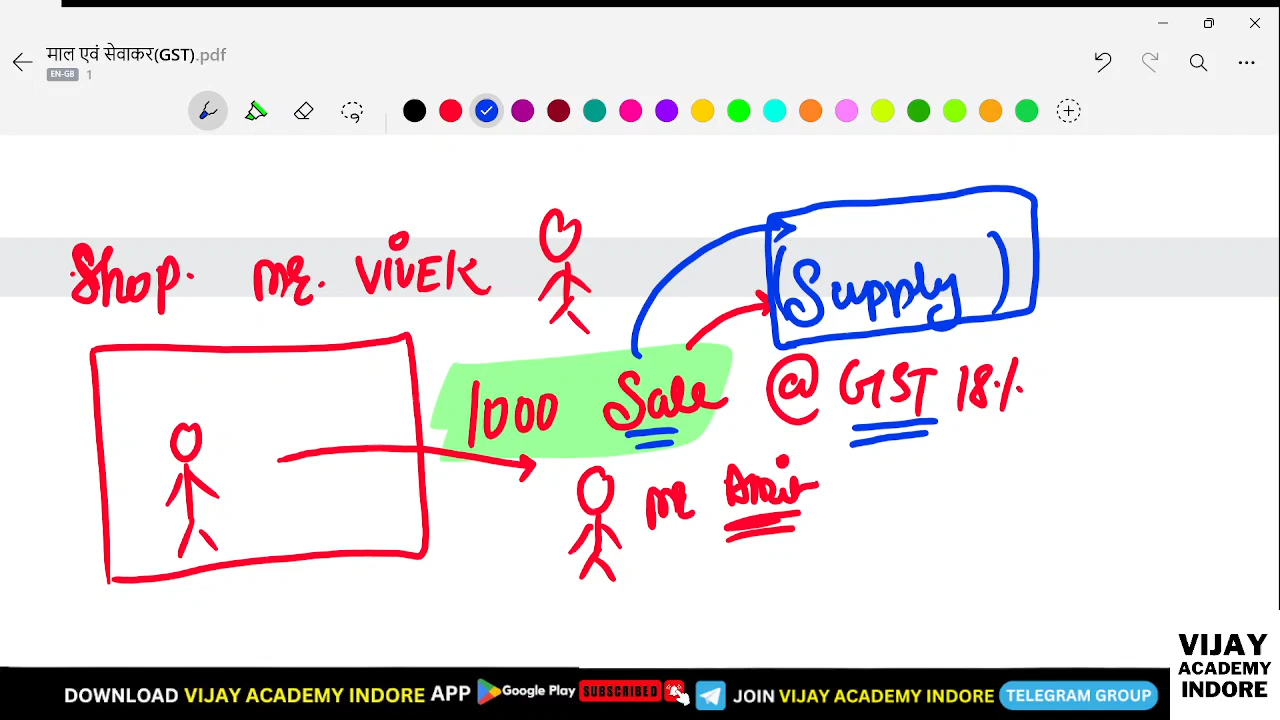 माल एवं सेवाकर(GST).pdf
EN-GB 1
Shop. Mr. VIVEK
(Supply)
1000 Sale @ GST 18%
Mr
VIJAY
ACADEMY
INDORE
DOWNLOAD VIJAY ACADEMY INDORE APP Google Play SUBSCRIBED JOIN VIJAY ACADEMY INDORE TELEGRAM GROUP